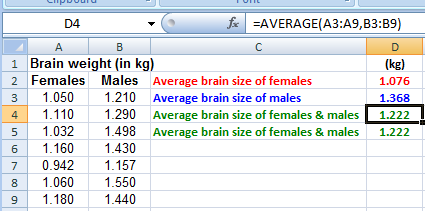 D4 fx =AVERAGE(A3:A9,B3:B9)
A B C D
1 Brain weight (in kg) (kg)
2 Females Males Average brain size of females 1.076
3 1.050 1.210 Average brain size of males 1.368
4 1.110 1.290 Average brain size of females & males 1.222
5 1.032 1.498 Average brain size of females & males 1.222
6 1.160 1.430
7 0.942 1.157
8 1.060 1.550
9 1.180 1.440